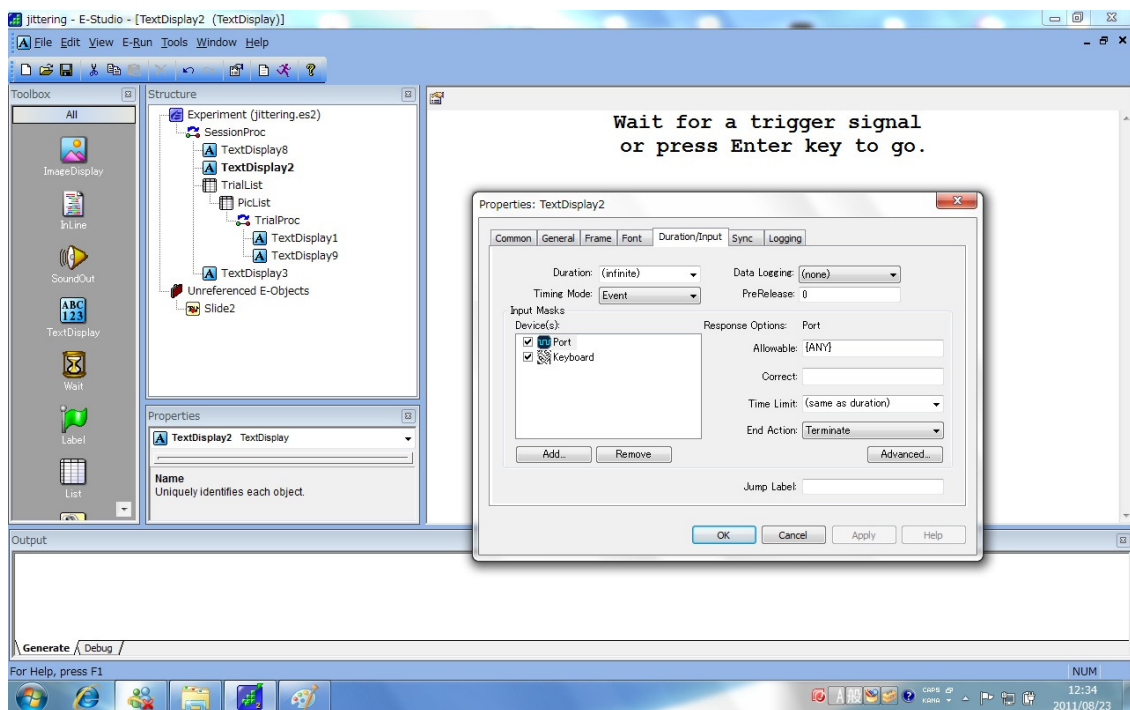 jittering - E-Studio - [TextDisplay2 (TextDisplay)]
File Edit View E-Run Tools Window Help
Toolbox
All
ImageDisplay
InLine
SoundOut
TextDisplay
Wait
Label
List
Structure
Experiment (jittering.es2)
SessionProc
TextDisplay8
TextDisplay2
TrialList
PicList
TrialProc
TextDisplay1
TextDisplay9
TextDisplay3
Unreferenced E-Objects
Slide2
Properties
TextDisplay2 TextDisplay
Name
Uniquely identifies each object.
Wait for a trigger signal
or press Enter key to go.
Properties: TextDisplay2
Common General Frame Font Duration/Input Sync Logging
Duration: (infinite) Data Logging: (none)
Timing Mode: Event PreRelease: 0
Input Masks
Device(s): Response Options: Port
Port
Keyboard
Allowable: {ANY}
Correct:
Time Limit: (same as duration)
End Action: Terminate
Add... Remove Advanced...
Jump Label:
OK Cancel Apply Help
Output
Generate Debug
For Help, press F1 NUM
A 般 CAPS KANA 12:34
2011/08/23